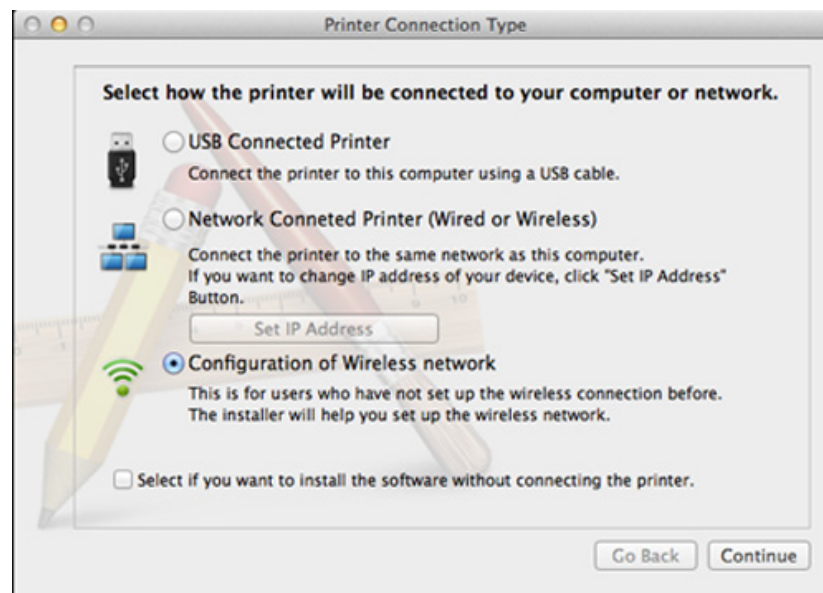 Printer Connection Type
Select how the printer will be connected to your computer or network.
USB Connected Printer
Connect the printer to this computer using a USB cable.
Network Conneted Printer (Wired or Wireless)
Connect the printer to the same network as this computer.
If you want to change IP address of your device, click "Set IP Address"
Button.
Set IP Address
Configuration of Wireless network
This is for users who have not set up the wireless connection before.
The installer will help you set up the wireless network.
Select if you want to install the software without connecting the printer.
Go Back
Continue